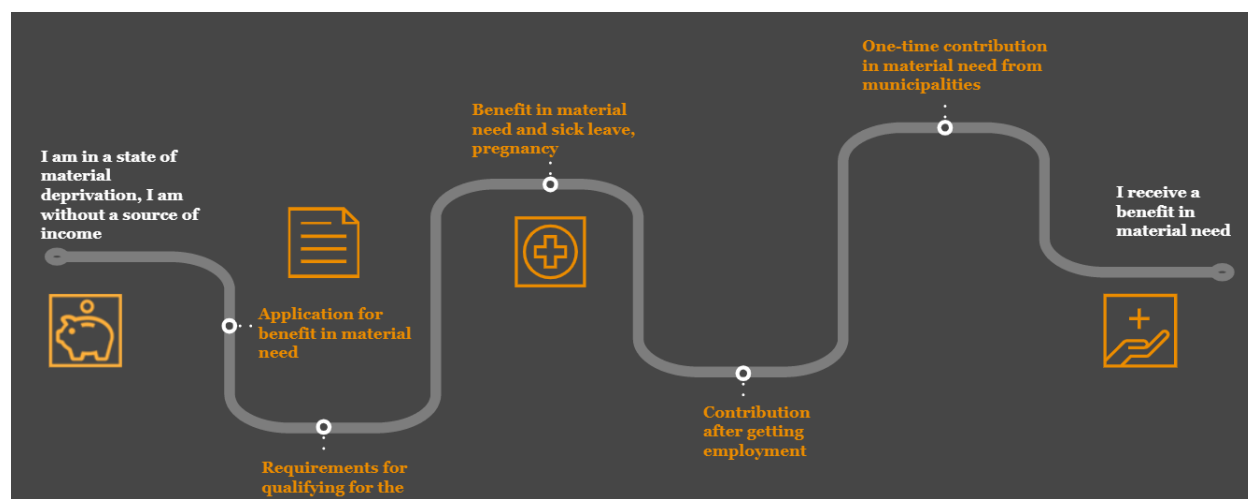 I am in a state of
material
deprivation, I am
without a source of
income
Application for
benefit in material
need
Requirements for
qualifying for the
Benefit in material
need and sick leave,
pregnancy
Contribution
after getting
employment
One-time contribution
in material need from
municipalities
I receive a
benefit in
material need